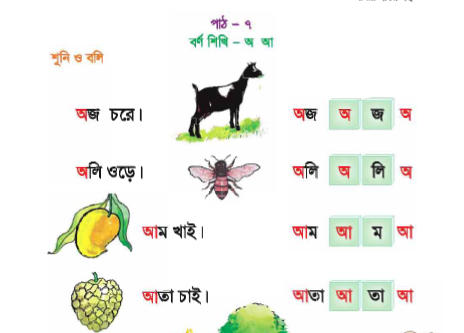 পাঠ – ৭
বর্ণ শিখি – অ আ
শুনি ও বলি
অজ চরে। অজ অ জ অ
অলি ওড়ে। অলি অ লি অ
আম খাই। আম আ ম আ
আতা চাই। আতা আ তা আ